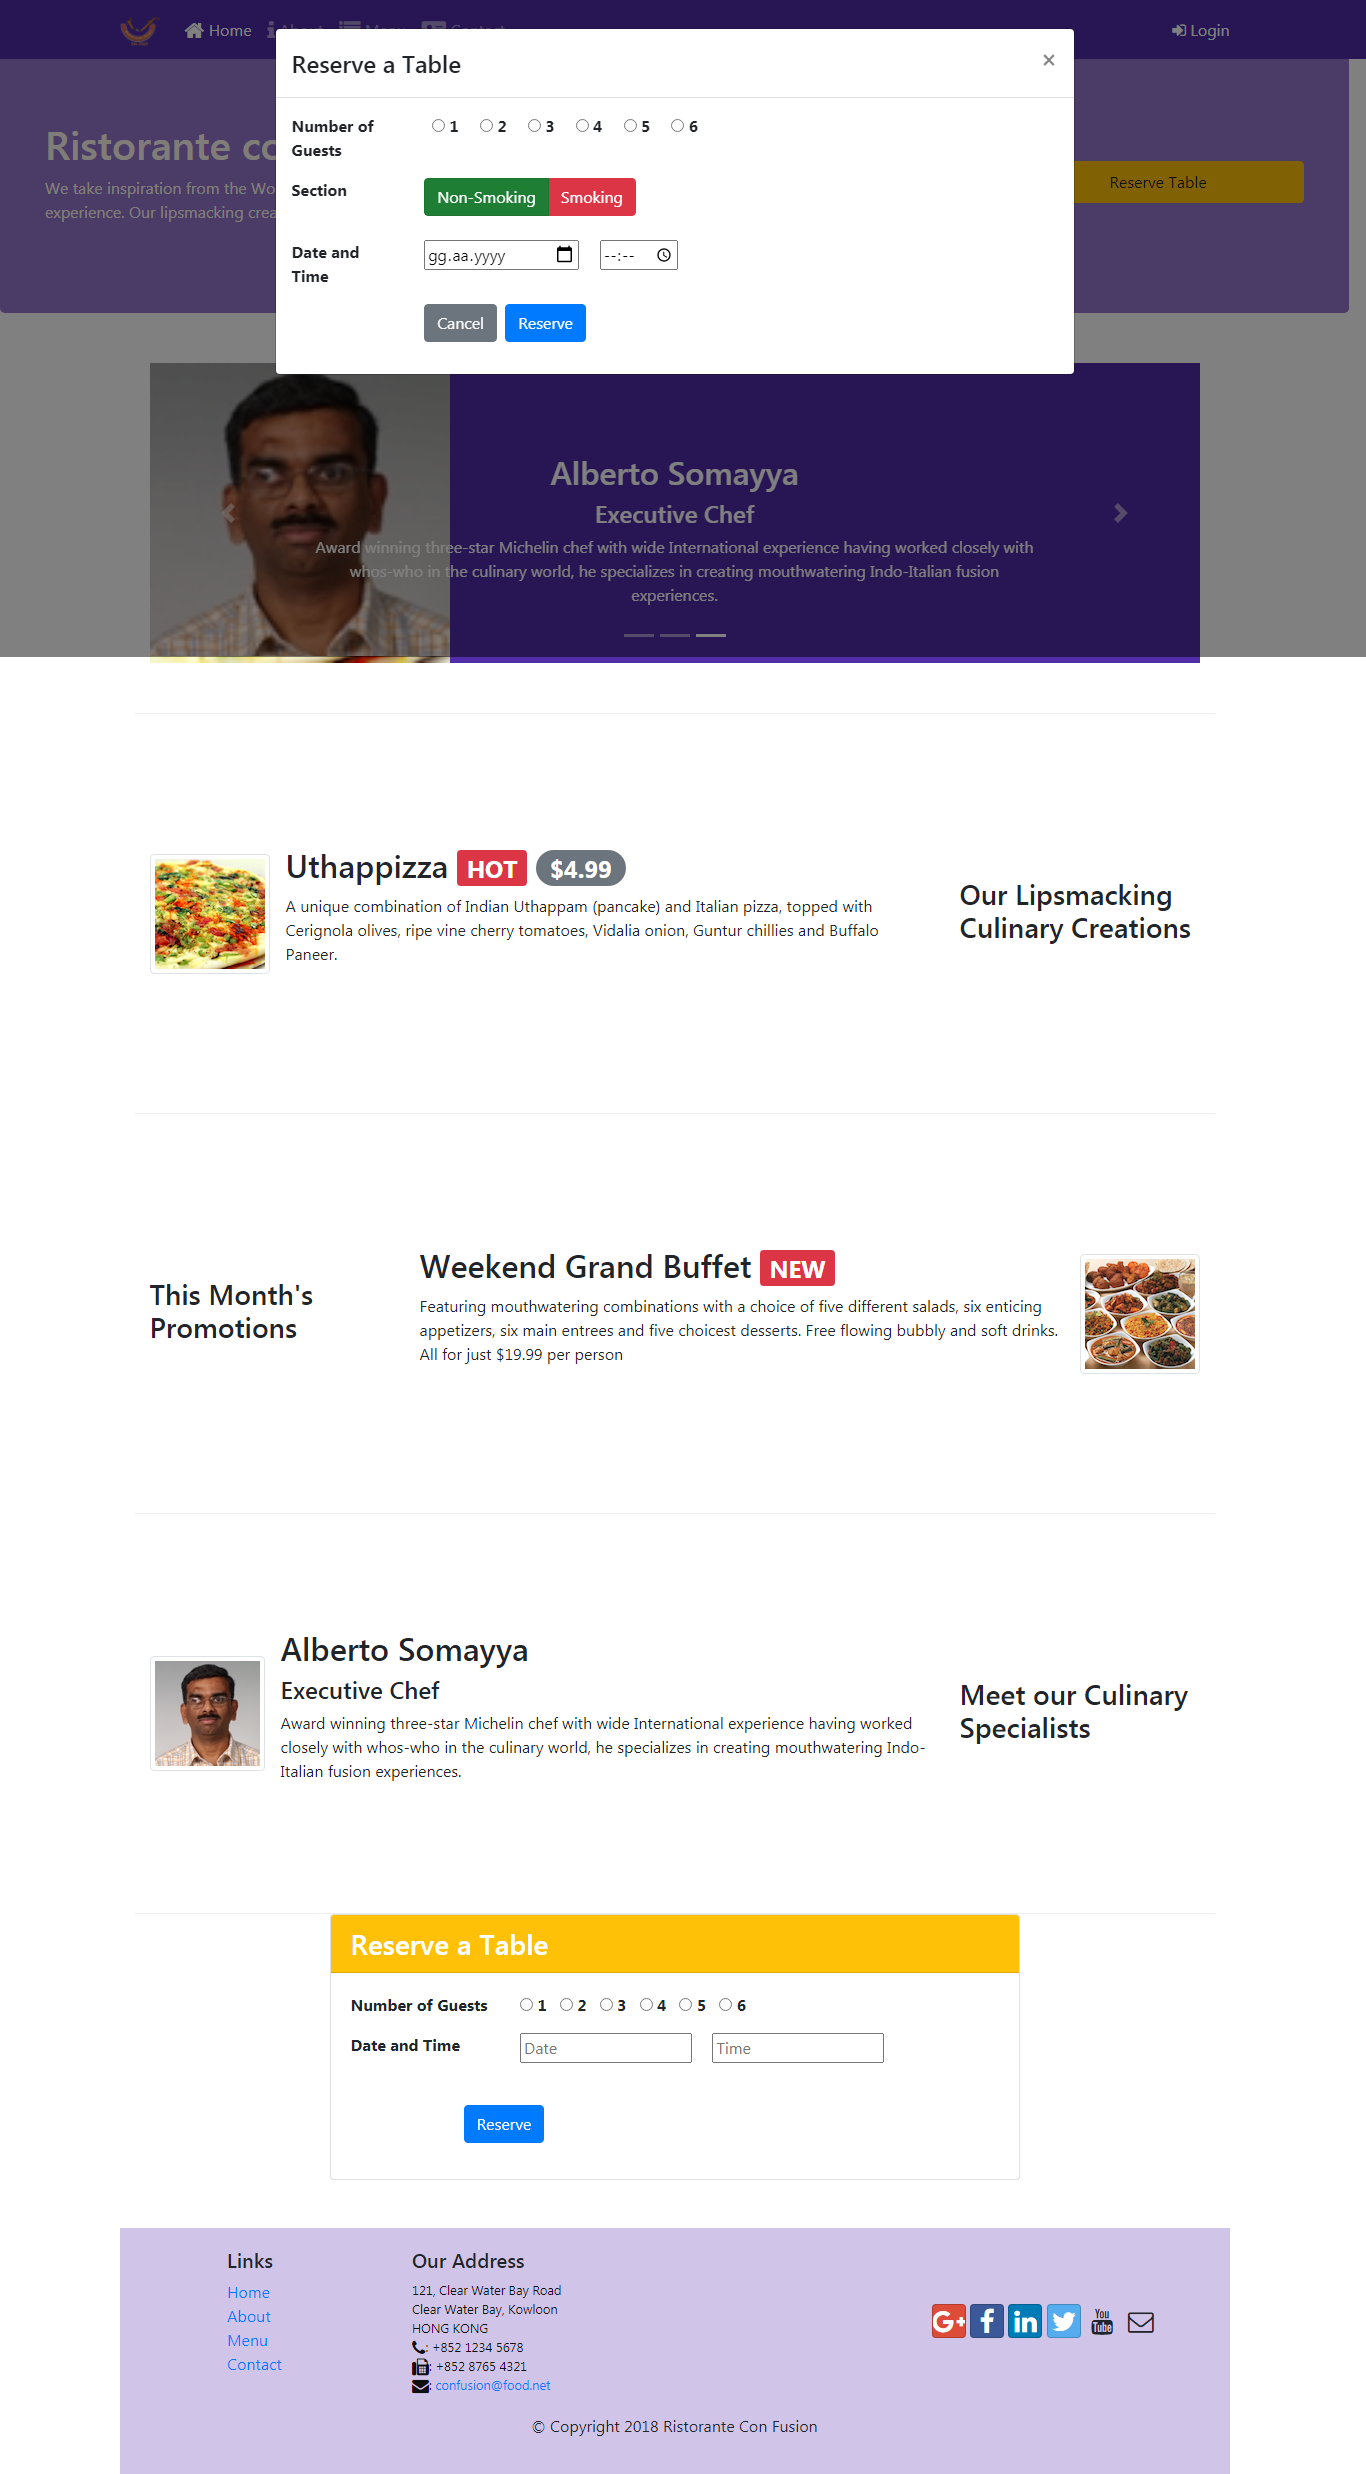 Home About Menu Contact Login
Reserve a Table ×
Number of Guests
1 2 3 4 5 6
Section
Non-Smoking Smoking
Date and Time
gg.aa.yyyy --:--
Cancel Reserve
Ristorante co
We take inspiration from the Wo
experience. Our lipsmacking crea
Reserve Table
Alberto Somayya
Executive Chef
Award winning three-star Michelin chef with wide International experience having worked closely with
whos-who in the culinary world, he specializes in creating mouthwatering Indo-Italian fusion
experiences.
Uthappizza HOT $4.99
A unique combination of Indian Uthappam (pancake) and Italian pizza, topped with
Cerignola olives, ripe vine cherry tomatoes, Vidalia onion, Guntur chillies and Buffalo
Paneer.
Our Lipsmacking
Culinary Creations
This Month's
Promotions
Weekend Grand Buffet NEW
Featuring mouthwatering combinations with a choice of five different salads, six enticing
appetizers, six main entrees and five choicest desserts. Free flowing bubbly and soft drinks.
All for just $19.99 per person
Alberto Somayya
Executive Chef
Award winning three-star Michelin chef with wide International experience having worked
closely with whos-who in the culinary world, he specializes in creating mouthwatering Indo-
Italian fusion experiences.
Meet our Culinary
Specialists
Reserve a Table
Number of Guests 1 2 3 4 5 6
Date and Time Date Time
Reserve
Links
Home
About
Menu
Contact
Our Address
121, Clear Water Bay Road
Clear Water Bay, Kowloon
HONG KONG
: +852 1234 5678
: +852 8765 4321
: confusion@food.net
G+ f in You Tube
© Copyright 2018 Ristorante Con Fusion